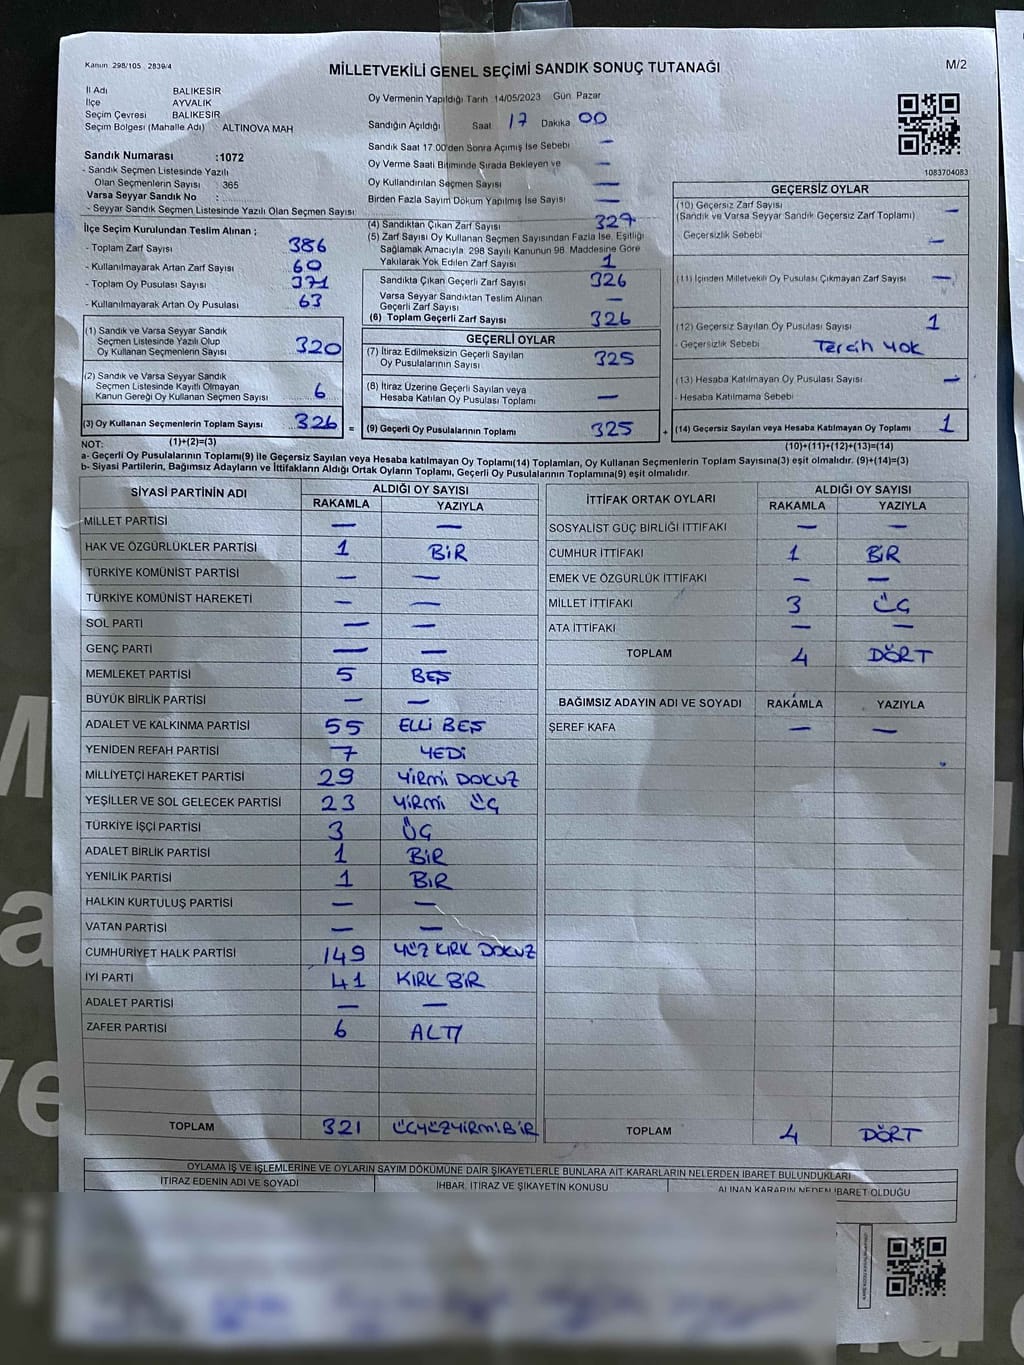 Kanun 298/105 2839/4
MİLLETVEKİLİ GENEL SEÇİMİ SANDIK SONUÇ TUTANAĞI
M/2
İl Adı BALIKESİR
İlçe AYVALIK
Seçim Çevresi BALIKESİR
Seçim Bölgesi (Mahalle Adı) ALTINOVA MAH
Sandık Numarası :1072
- Sandık Seçmen Listesinde Yazılı
Olan Seçmenlerin Sayısı : 365
Varsa Seyyar Sandık No :
- Seyyar Sandık Seçmen Listesinde Yazılı Olan Seçmen Sayısı
Oy Vermenin Yapıldığı Tarih 14/05/2023 Gün Pazar
Sandığın Açıldığı Saat 17 Dakika 00
Sandık Saat 17.00'den Sonra Açımış İse Sebebi —
Oy Verme Saati Bitiminde Sırada Bekleyen ve —
Oy Kullandırılan Seçmen Sayısı —
Birden Fazla Sayım Döküm Yapılmış İse Sayısı —
1083704083
İlçe Seçim Kurulundan Teslim Alınan ;
- Toplam Zarf Sayısı 386
- Kullanılmayarak Artan Zarf Sayısı 60
- Toplam Oy Pusulası Sayısı 371
- Kullanılmayarak Artan Oy Pusulası 63
(1) Sandık ve Varsa Seyyar Sandık
Seçmen Listesinde Yazılı Olup
Oy Kullanan Seçmenlerin Sayısı 320
(2) Sandık ve Varsa Seyyar Sandık
Seçmen Listesinde Kayıtlı Olmayan
Kanun Gereği Oy Kullanan Seçmen Sayısı 6
(3) Oy Kullanan Seçmenlerin Toplam Sayısı 326 =
(1)+(2)=(3)
(4) Sandıktan Çıkan Zarf Sayısı 327
(5) Zarf Sayısı Oy Kullanan Seçmen Sayısından Fazla İse, Eşitliği
Sağlamak Amacıyla, 298 Sayılı Kanunun 98. Maddesine Göre
Yakılarak Yok Edilen Zarf Sayısı 1
Sandıkta Çıkan Geçerli Zarf Sayısı 326
Varsa Seyyar Sandıktan Teslim Alınan
Geçerli Zarf Sayısı —
(6) Toplam Geçerli Zarf Sayısı 326
GEÇERLİ OYLAR
(7) İtiraz Edilmeksizin Geçerli Sayılan
Oy Pusulalarının Sayısı 325
(8) İtiraz Üzerine Geçerli Sayılan veya
Hesaba Katılan Oy Pusulası Toplamı —
(9) Geçerli Oy Pusulalarının Toplamı 325 +
GEÇERSİZ OYLAR
(10) Geçersiz Zarf Sayısı —
(Sandık ve Varsa Seyyar Sandık Geçersiz Zarf Toplamı)
- Geçersizlik Sebebi —
(11) İçinden Milletvekili Oy Pusulası Çıkmayan Zarf Sayısı —
(12) Geçersiz Sayılan Oy Pusulası Sayısı 1
- Geçersizlik Sebebi Tercih YOK
(13) Hesaba Katılmayan Oy Pusulası Sayısı —
- Hesaba Katılmama Sebebi
(14) Geçersiz Sayılan veya Hesaba Katılmayan Oy Toplamı 1
(10)+(11)+(12)+(13)=(14)
NOT:
a- Geçerli Oy Pusulalarının Toplamı(9) ile Geçersiz Sayılan veya Hesaba katılmayan Oy Toplamı(14) Toplamları, Oy Kullanan Seçmenlerin Toplam Sayısına(3) eşit olmalıdır. (9)+(14)=(3)
b- Siyasi Partilerin, Bağımsız Adayların ve İttifakların Aldığı Ortak Oyların Toplamı, Geçerli Oy Pusulalarının Toplamına(9) eşit olmalıdır.
SİYASİ PARTİNİN ADI ALDIĞI OY SAYISI
RAKAMLA YAZIYLA
MİLLET PARTİSİ — —
HAK VE ÖZGÜRLÜKLER PARTİSİ 1 BİR
TÜRKİYE KOMÜNİST PARTİSİ — —
TÜRKİYE KOMÜNİST HAREKETİ — —
SOL PARTİ — —
GENÇ PARTİ — —
MEMLEKET PARTİSİ 5 BEŞ
BÜYÜK BİRLİK PARTİSİ — —
ADALET VE KALKINMA PARTİSİ 55 ELLİ BEŞ
YENİDEN REFAH PARTİSİ 7 YEDİ
MİLLİYETÇİ HAREKET PARTİSİ 29 YİRMİ DOKUZ
YEŞİLLER VE SOL GELECEK PARTİSİ 23 YİRMİ ÜÇ
TÜRKİYE İŞÇİ PARTİSİ 3 ÜÇ
ADALET BİRLİK PARTİSİ 1 BİR
YENİLİK PARTİSİ 1 BİR
HALKIN KURTULUŞ PARTİSİ — —
VATAN PARTİSİ — —
CUMHURİYET HALK PARTİSİ 149 YÜZ KIRK DOKUZ
İYİ PARTİ 41 KIRK BİR
ADALET PARTİSİ — —
ZAFER PARTİSİ 6 ALTI
TOPLAM 321 ÜÇYÜZYİRMİBİR
İTTİFAK ORTAK OYLARI ALDIĞI OY SAYISI
RAKAMLA YAZIYLA
SOSYALİST GÜÇ BİRLİĞİ İTTİFAKI — —
CUMHUR İTTİFAKI 1 BİR
EMEK VE ÖZGÜRLÜK İTTİFAKI — —
MİLLET İTTİFAKI 3 ÜÇ
ATA İTTİFAKI — —
TOPLAM 4 DÖRT
BAĞIMSIZ ADAYIN ADI VE SOYADI RAKAMLA YAZIYLA
ŞEREF KAFA — —
TOPLAM 4 DÖRT
OYLAMA İŞ VE İŞLEMLERİNE VE OYLARIN SAYIM DÖKÜMÜNE DAİR ŞİKAYETLERLE BUNLARA AİT KARARLARIN NELERDEN İBARET BULUNDUKLARI
İTİRAZ EDENİN ADI VE SOYADI İHBAR, İTİRAZ VE ŞİKAYETİN KONUSU ALINAN KARARIN NEDEN İBARET OLDUĞU